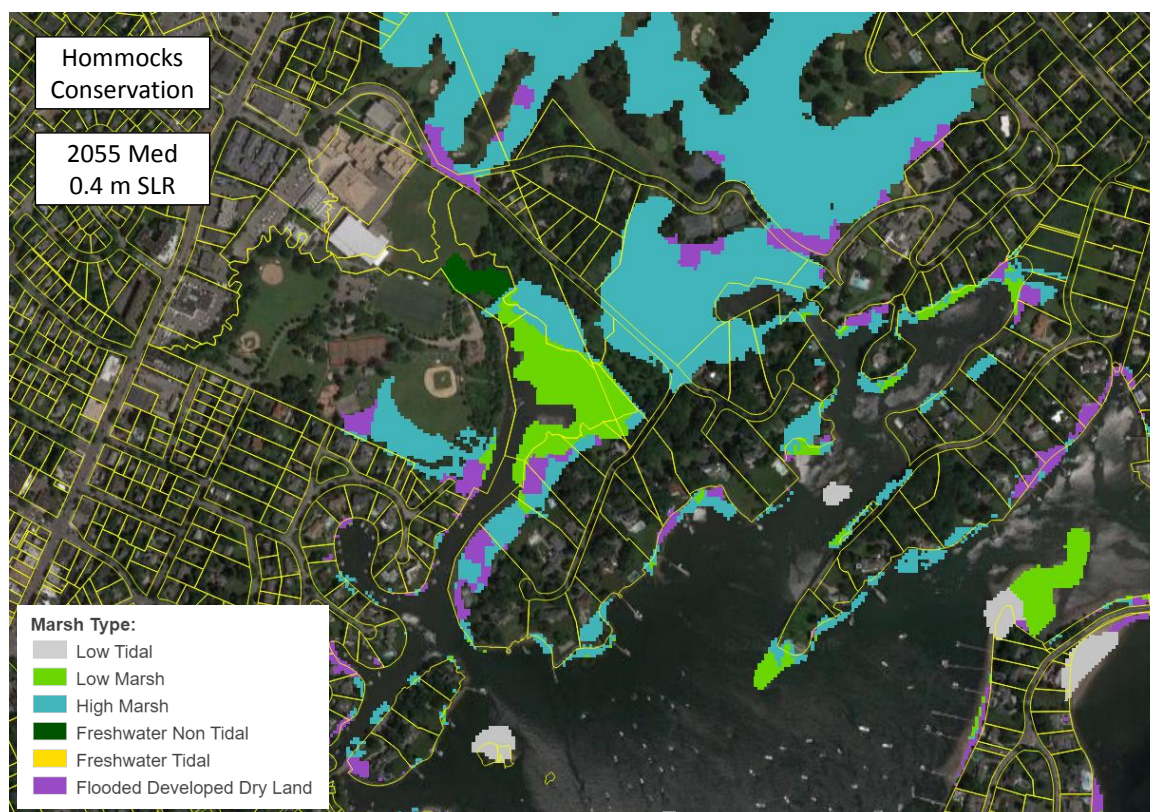 Hommocks
Conservation
2055 Med
0.4 m SLR
Marsh Type:
Low Tidal
Low Marsh
High Marsh
Freshwater Non Tidal
Freshwater Tidal
Flooded Developed Dry Land